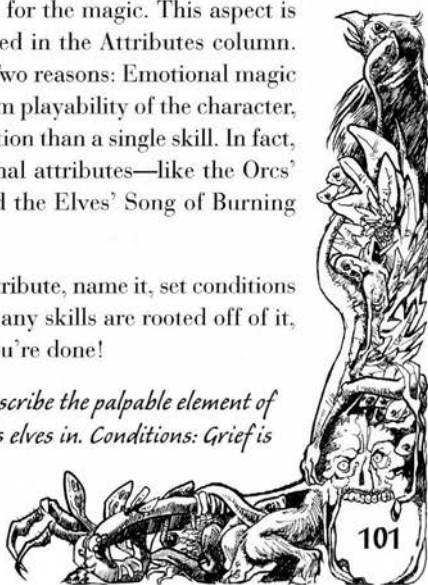 for the magic. This aspect is
ed in the Attributes column.
wo reasons: Emotional magic
m playability of the character,
tion than a single skill. In fact,
nal attributes—like the Orcs'
d the Elves' Song of Burning
tribute, name it, set conditions
any skills are rooted off of it,
u're done!
scribe the palpable element of
s elves in. Conditions: Grief is
101